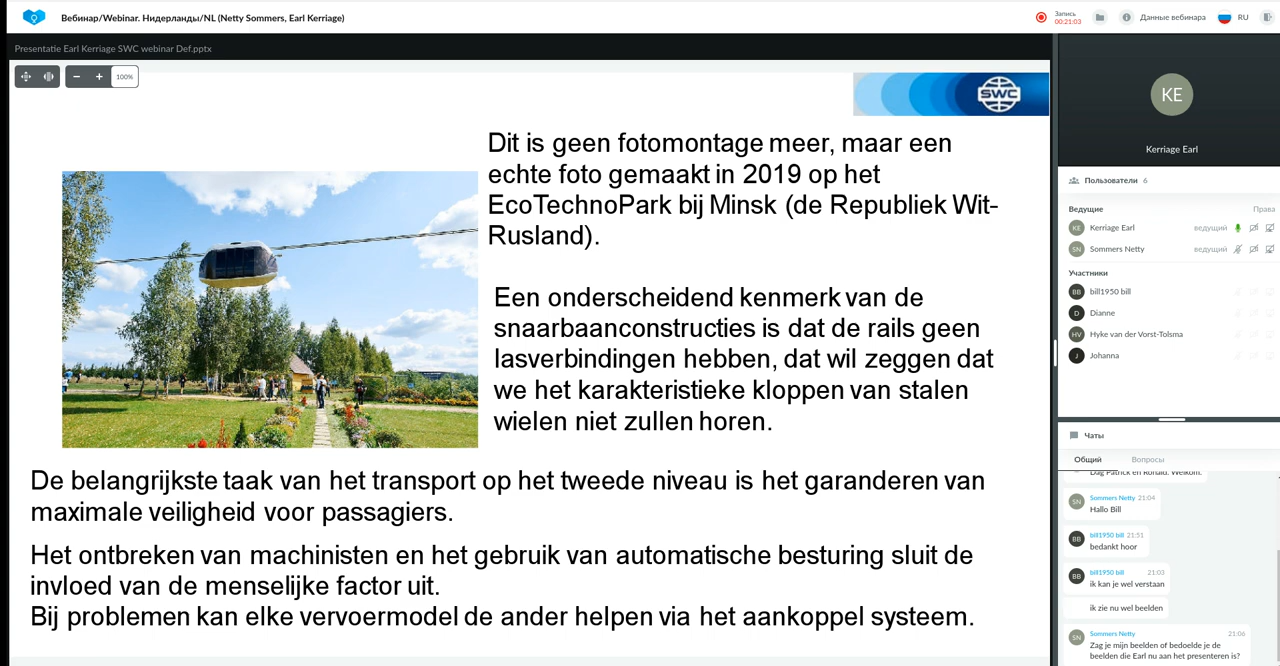 Вебинар/Webinar. Нидерланды/NL (Netty Sommers, Earl Kerriage)
Запись
00:21:03
Данные вебинара
RU
Presentatie Earl Kerriage SWC webinar Def.pptx
100%
SWC
Dit is geen fotomontage meer, maar een
echte foto gemaakt in 2019 op het
EcoTechnoPark bij Minsk (de Republiek Wit-
Rusland).
Een onderscheidend kenmerk van de
snaarbaanconstructies is dat de rails geen
lasverbindingen hebben, dat wil zeggen dat
we het karakteristieke kloppen van stalen
wielen niet zullen horen.
De belangrijkste taak van het transport op het tweede niveau is het garanderen van
maximale veiligheid voor passagiers.
Het ontbreken van machinisten en het gebruik van automatische besturing sluit de
invloed van de menselijke factor uit.
Bij problemen kan elke vervoermodel de ander helpen via het aankoppel systeem.
KE
Kerriage Earl
Пользователи 6
Ведущие Права
KE Kerriage Earl ведущий
SN Sommers Netty ведущий
Участники
BB bill1950 bill
D Dianne
HV Hyke van der Vorst-Tolsma
J Johanna
Чаты
Общий Вопросы
Dag Patrick en Ronald. Welkom.
SN Sommers Netty 21:04
Hallo Bill
BB bill1950 bill 21:51
bedankt hoor
BB bill1950 bill 21:03
ik kan je wel verstaan
ik zie nu wel beelden
SN Sommers Netty 21:06
Zag je mijn beelden of bedoelde je de
beelden die Earl nu aan het presenteren is?